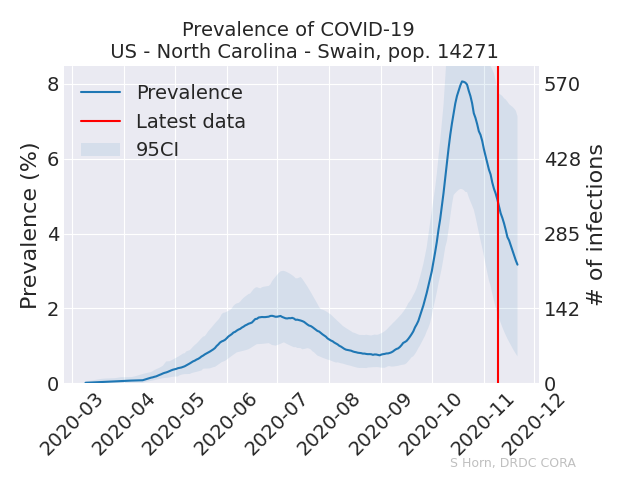 Prevalence of COVID-19
US - North Carolina - Swain, pop. 14271
Prevalence
Latest data
95CI
Prevalence (%)
8
6
4
2
0
570
428
285
142
0
# of infections
2020-03
2020-04
2020-05
2020-06
2020-07
2020-08
2020-09
2020-10
2020-11
2020-12
S Horn, DRDC CORA